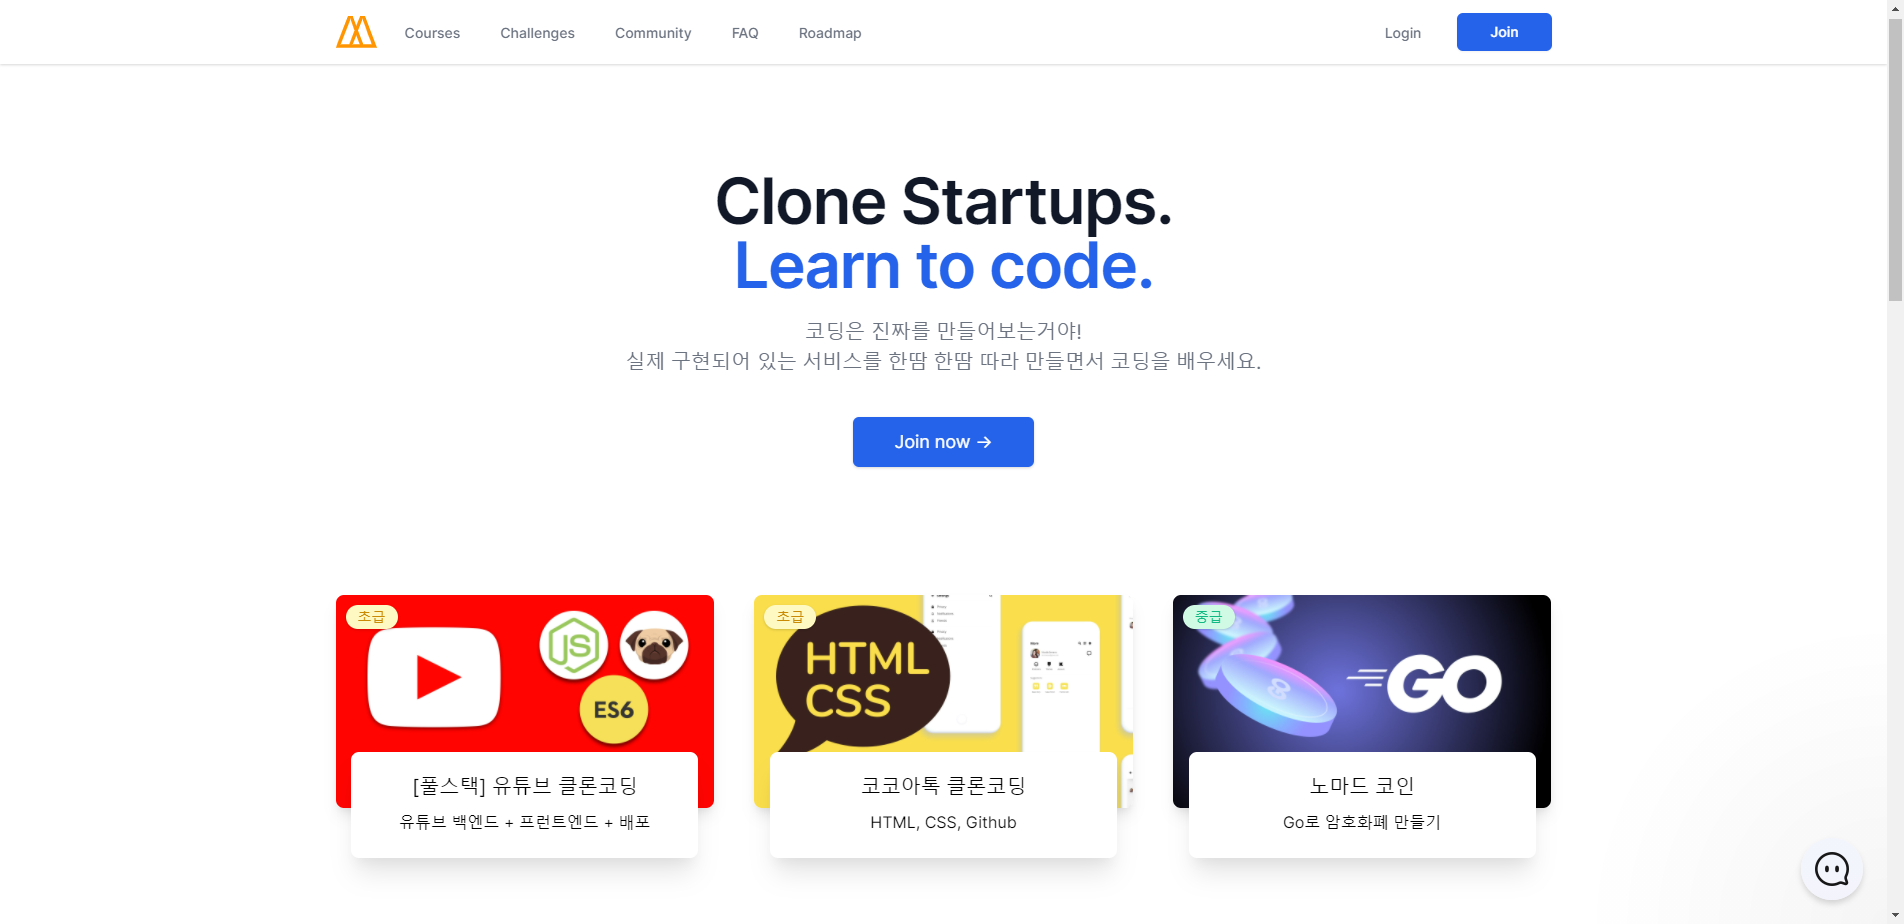 Courses
Challenges
Community
FAQ
Roadmap
Login
Join
Clone Startups.
Learn to code.
코딩은 진짜를 만들어보는거야!
실제 구현되어 있는 서비스를 한땀 한땀 따라 만들면서 코딩을 배우세요.
Join now →
초급
JS
ES6
[풀스택] 유튜브 클론코딩
유튜브 백엔드 + 프런트엔드 + 배포
초급
HTML
CSS
코코아톡 클론코딩
HTML, CSS, Github
중급
GO
노마드 코인
Go로 암호화폐 만들기